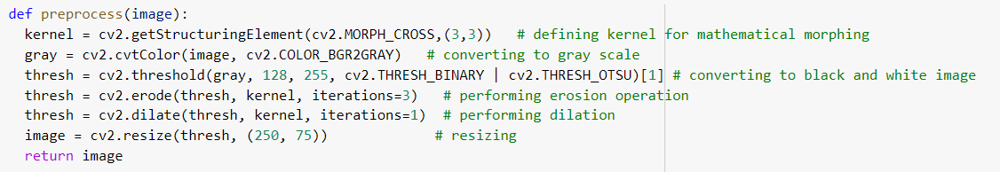 def preprocess(image):
  kernel = cv2.getStructuringElement(cv2.MORPH_CROSS,(3,3))   # defining kernel for mathematical morphing
  gray = cv2.cvtColor(image, cv2.COLOR_BGR2GRAY)   # converting to gray scale
  thresh = cv2.threshold(gray, 128, 255, cv2.THRESH_BINARY | cv2.THRESH_OTSU)[1] # converting to black and white image
  thresh = cv2.erode(thresh, kernel, iterations=3)   # performing erosion operation
  thresh = cv2.dilate(thresh, kernel, iterations=1)  # performing dilation
  image = cv2.resize(thresh, (250, 75))             # resizing
  return image